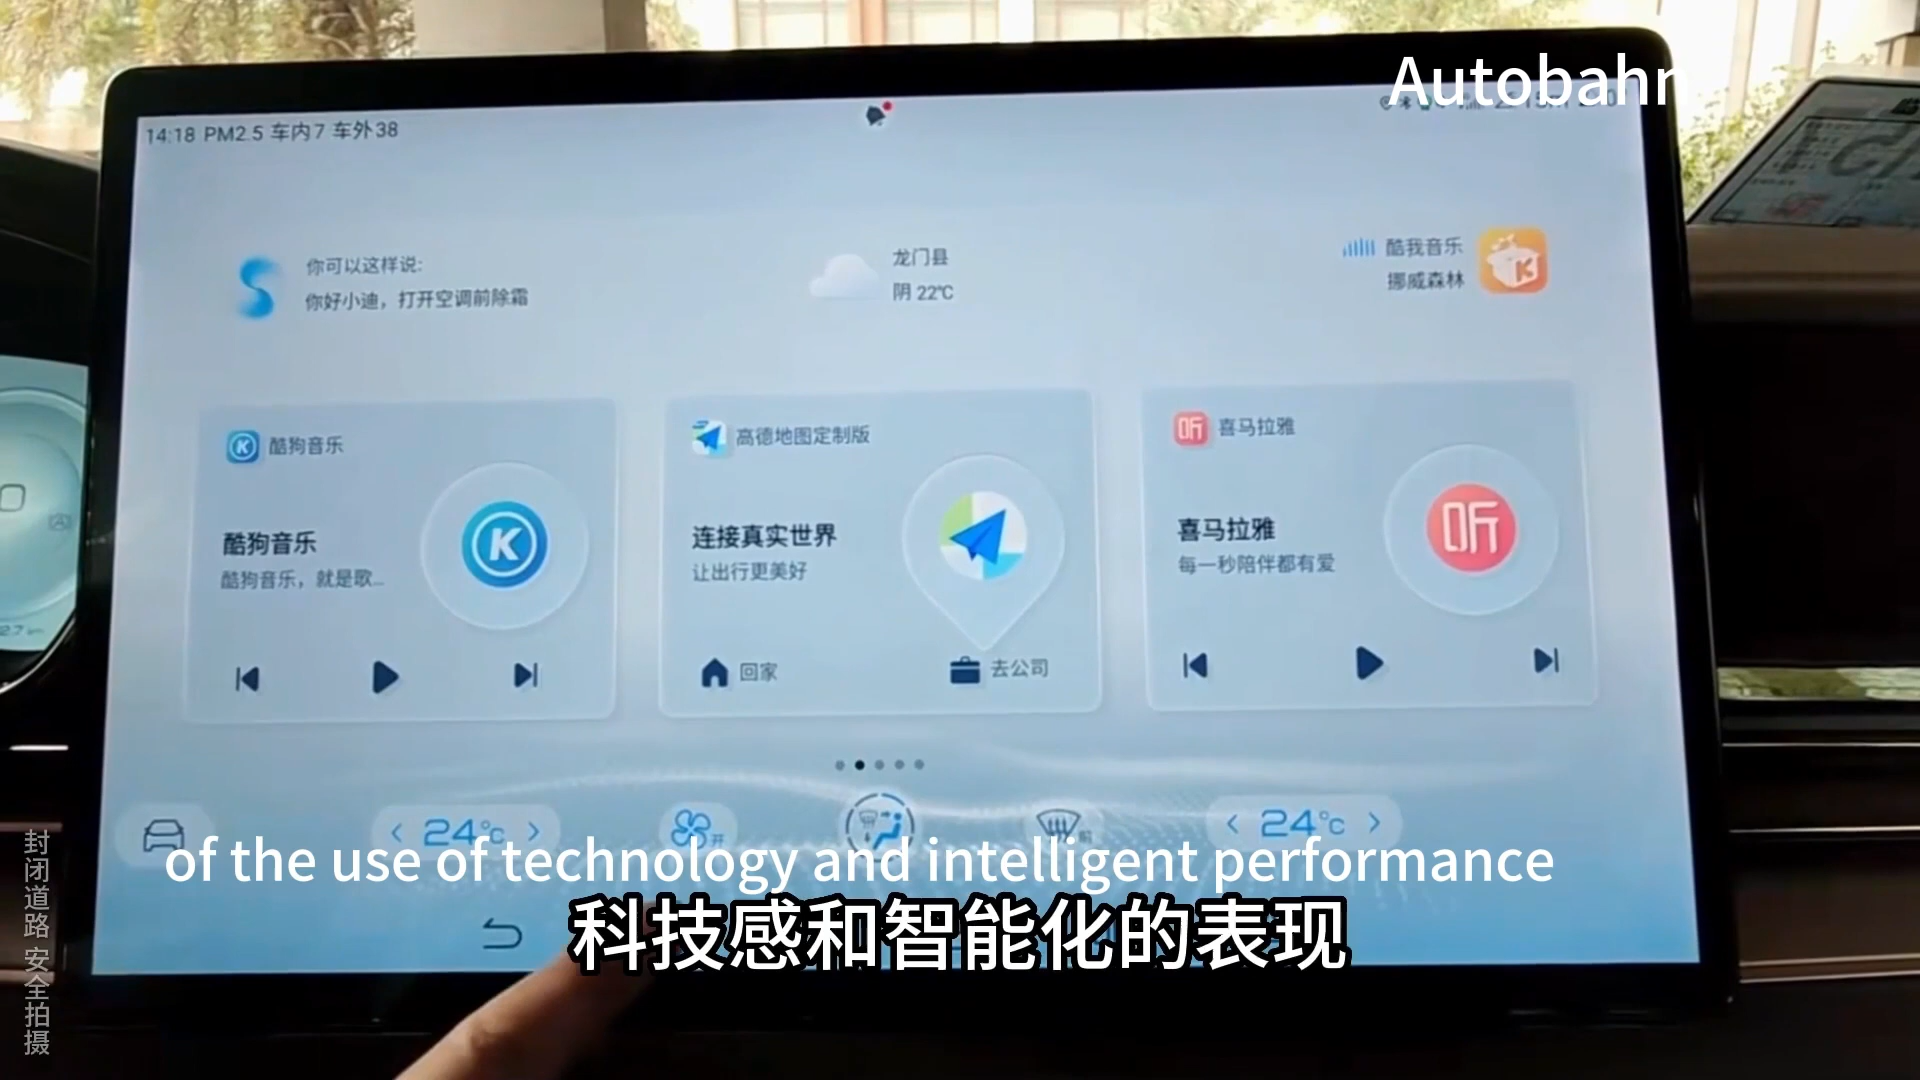 Autobahn
14:18 PM2.5 车内7 车外38
你可以这样说:
你好小迪，打开空调前除霜
龙门县
阴 22℃
酷我音乐
挪威森林
酷狗音乐
酷狗音乐
酷狗音乐，就是歌...
高德地图定制版
连接真实世界
让出行更美好
回家
去公司
听
喜马拉雅
喜马拉雅
每一秒陪伴都有爱
听
24°c
开
前
24°c
of the use of technology and intelligent performance
科技感和智能化的表现
封闭道路 安全拍摄